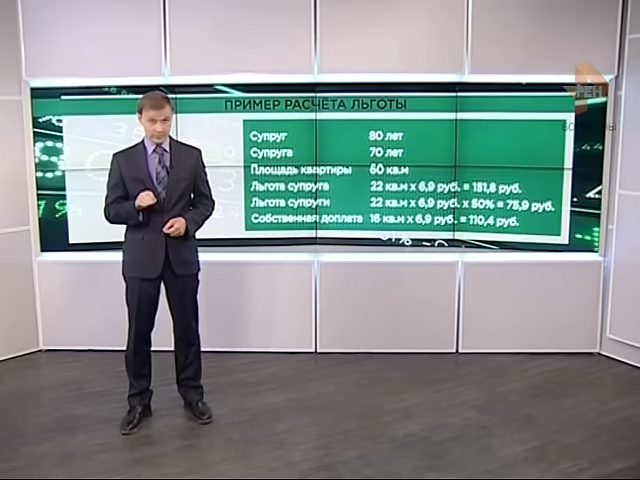 ПРИМЕР РАСЧЁТА ЛЬГОТЫ
РЕН
Супруг 80 лет
Супруга 70 лет
Площадь квартиры 60 кв.м
Льгота супруга 22 кв.м х 6,9 руб. = 151,8 руб.
Льгота супруги 22 кв.м х 6,9 руб. х 50% = 75,9 руб.
Собственная доплата 16 кв.м х 6,9 руб. = 110,4 руб.